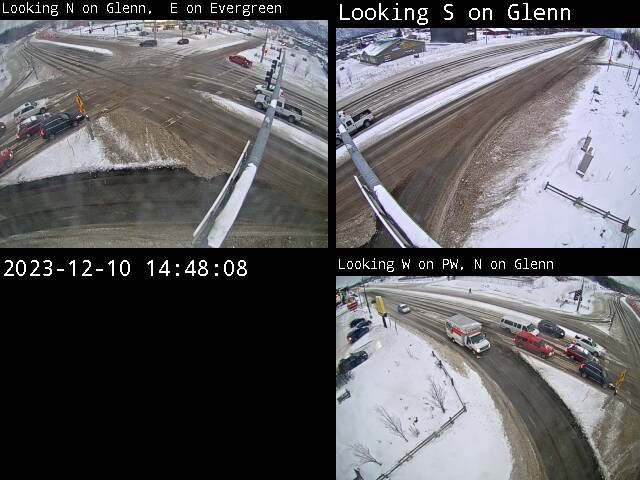 Looking N on Glenn,  E on Evergreen
Looking S on Glenn
2023-12-10 14:48:08
Looking W on PW, N on Glenn